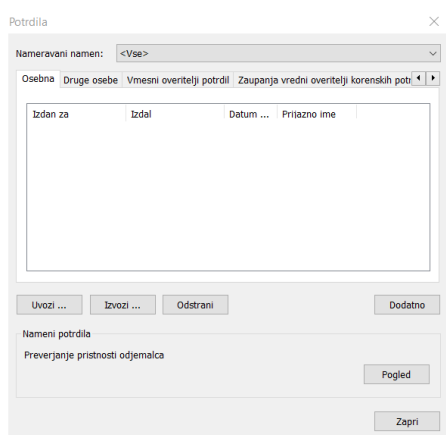 Potrdila
Nameravani namen: <Vse>
Osebna Druge osebe Vmesni overitelji potrdil Zaupanja vredni overitelji korenskih
Izdan za Izdal Datum ... Prijazno ime
Uvozi ... Izvozi ... Odstrani Dodatno
Nameni potrdila
Preverjanje pristnosti odjemalca
Pogled
Zapri